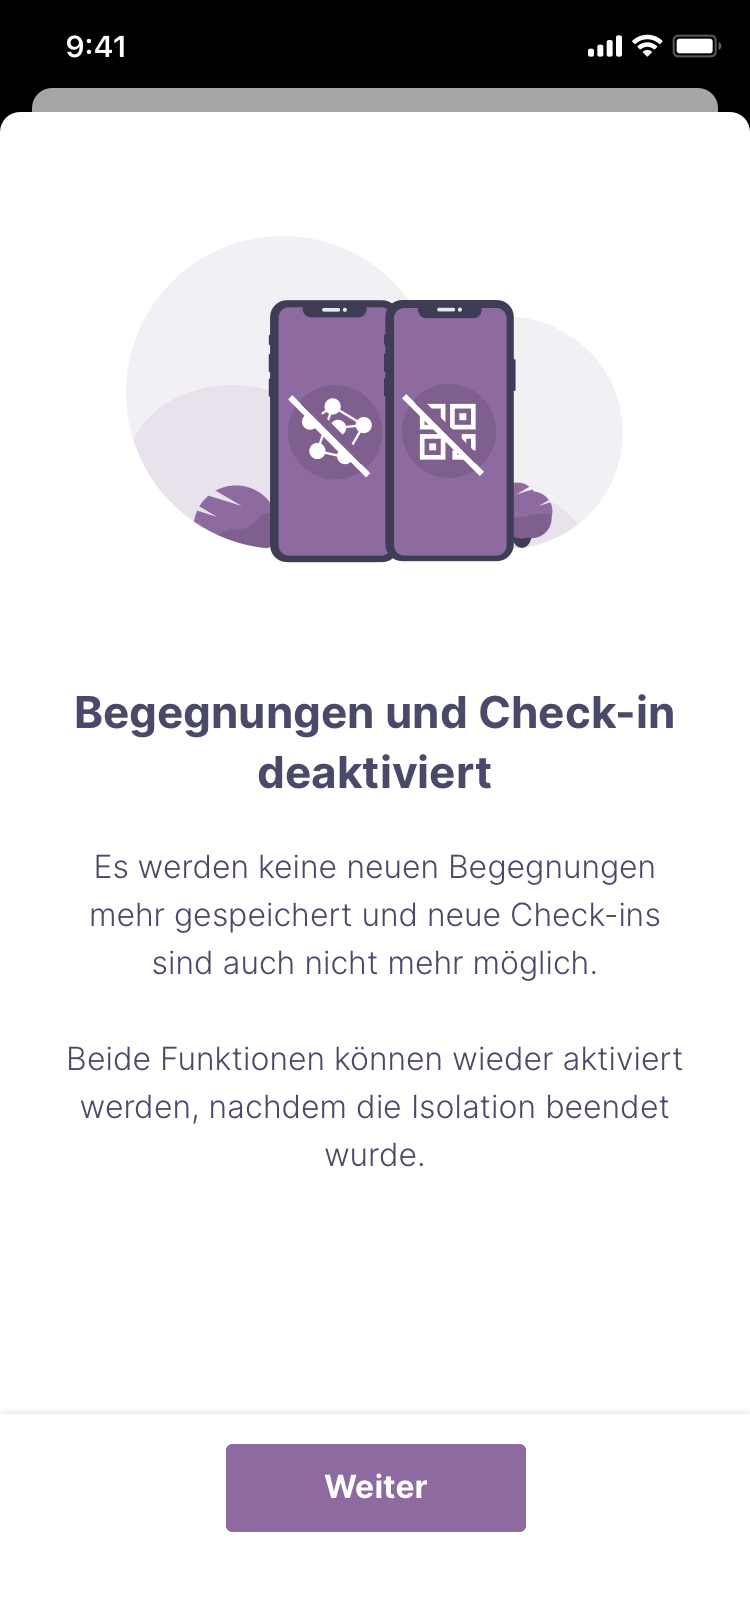 9:41
Begegnungen und Check-in
deaktiviert
Es werden keine neuen Begegnungen
mehr gespeichert und neue Check-ins
sind auch nicht mehr möglich.
Beide Funktionen können wieder aktiviert
werden, nachdem die Isolation beendet
wurde.
Weiter